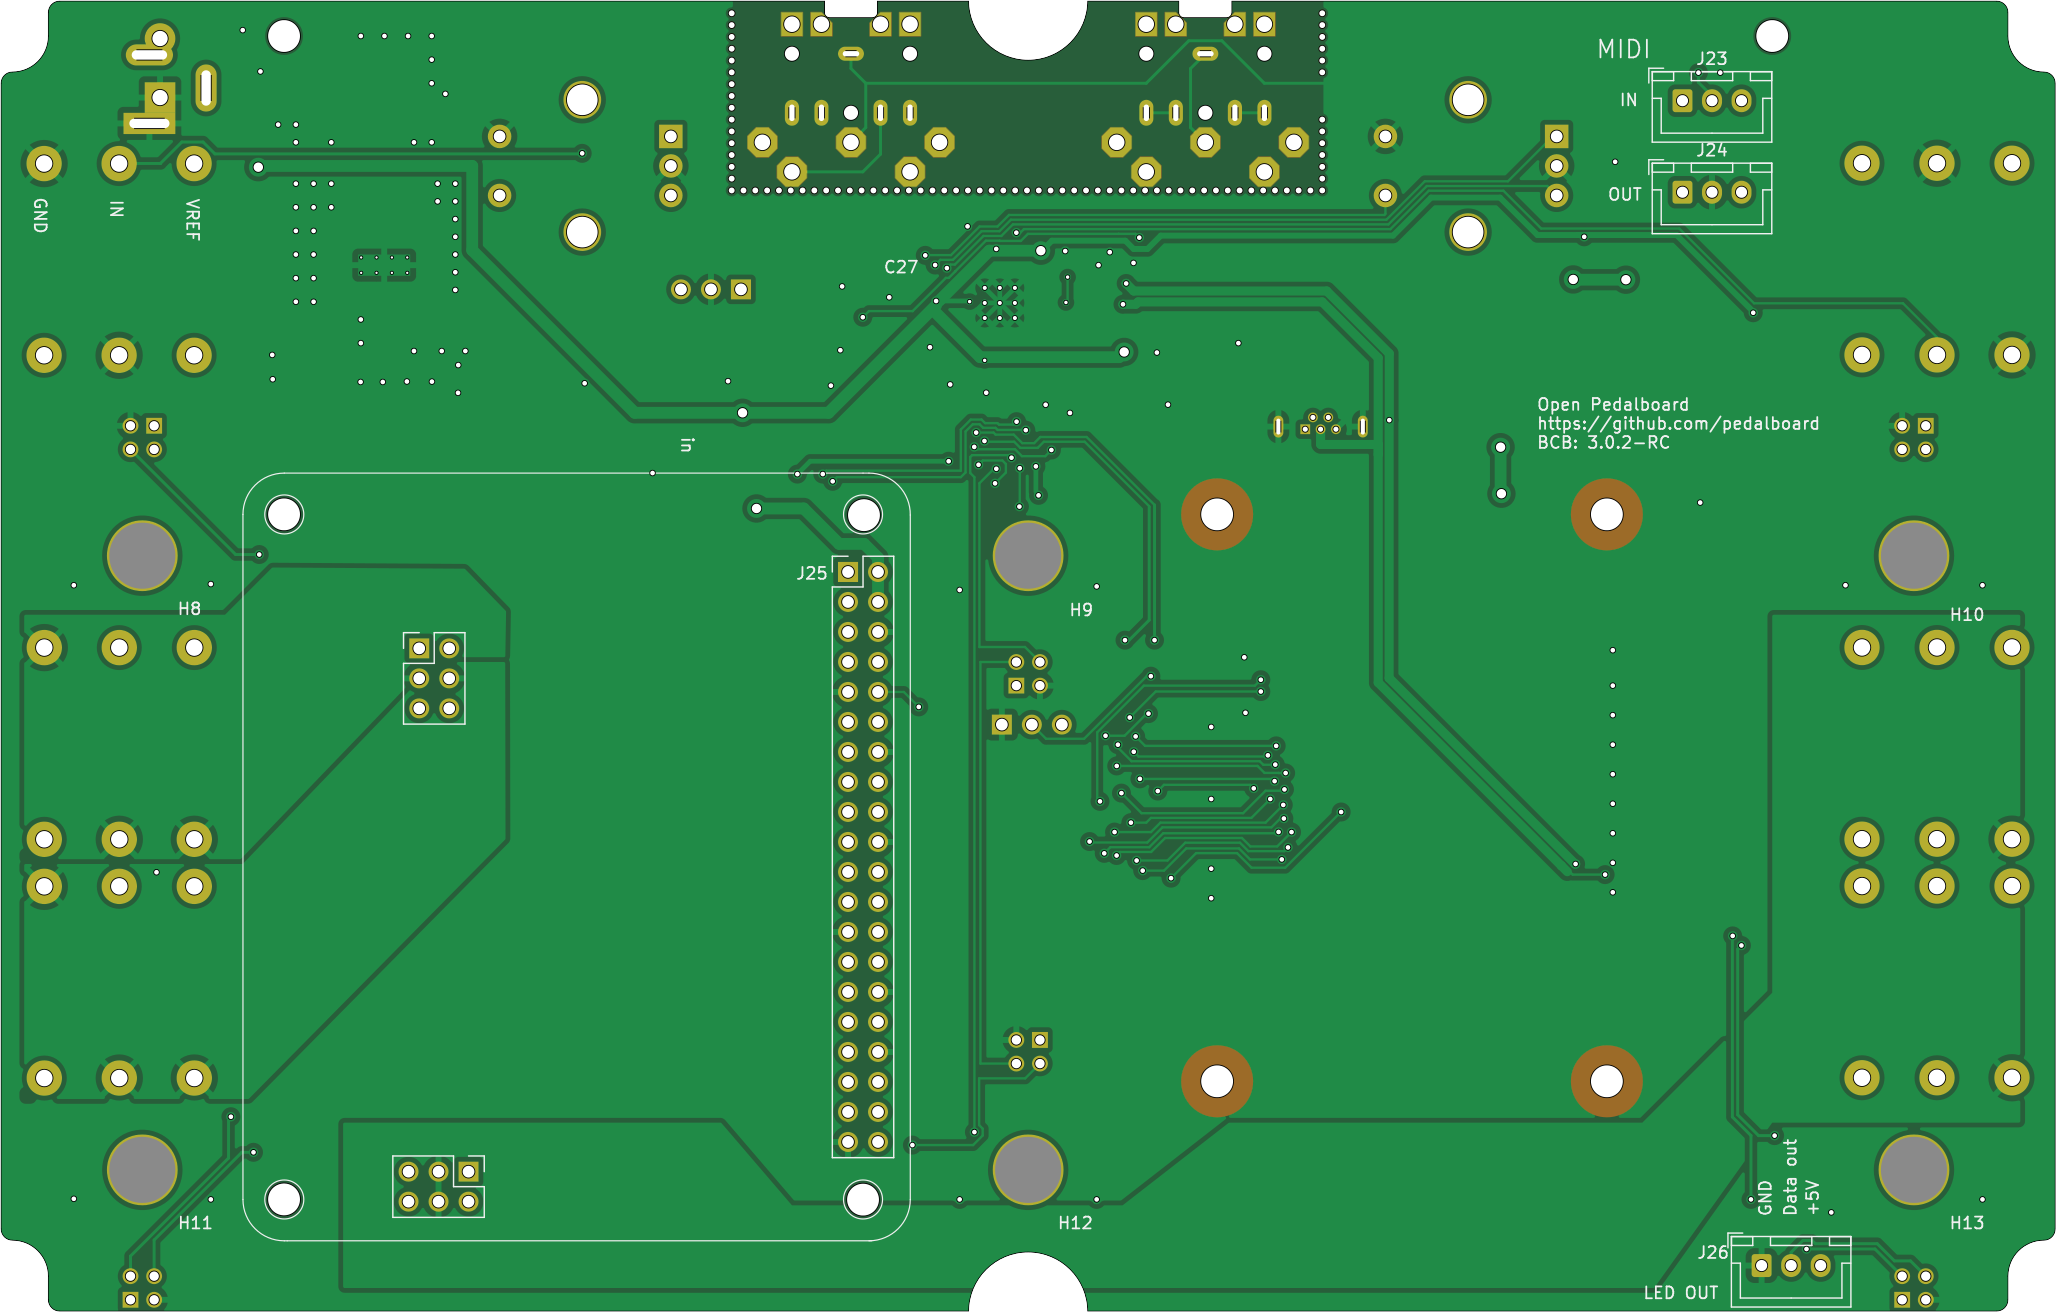 MIDI
J23
IN
J24
OUT
GND
IN
VREF
C27
Open Pedalboard
https://github.com/pedalboard
BCB: 3.0.2-RC
in
J25
H8
H9
H10
GND
Data out
+5V
H11
H12
H13
J26
LED OUT